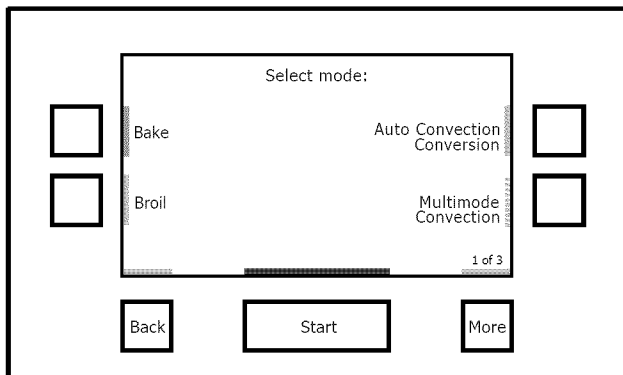 Select mode:
Bake
Auto Convection
Conversion
Broil
Multimode
Convection
1 of 3
Back
Start
More